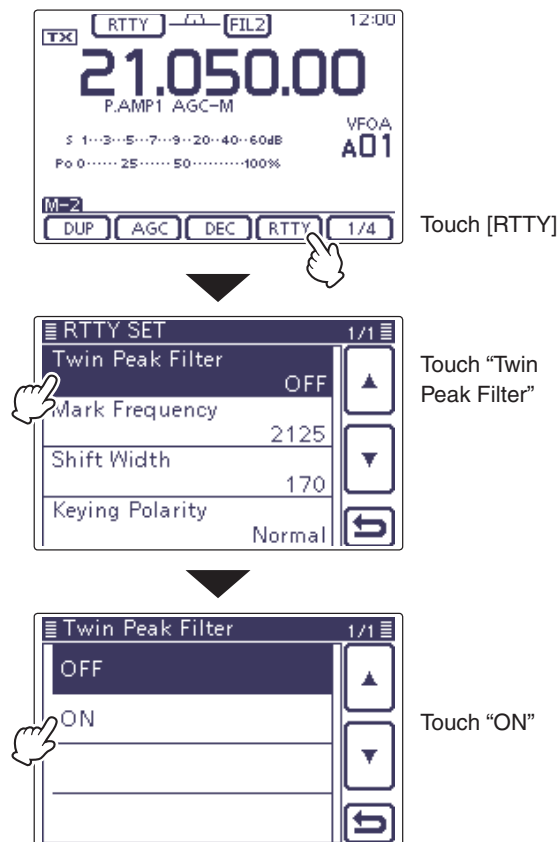 RTTY FIL2 12:00
TX
21.050.00
P.AMP1 AGC-M
VFOA
S 1···3···5···7···9··20··40··60dB
A01
Po 0······25······50··········100%
M-2
DUP AGC DEC RTTY 1/4
Touch [RTTY]
RTTY SET 1/1
Twin Peak Filter
OFF
Mark Frequency
2125
Shift Width
170
Keying Polarity
Normal
Touch “Twin
Peak Filter”
Twin Peak Filter 1/1
OFF
ON
Touch “ON”